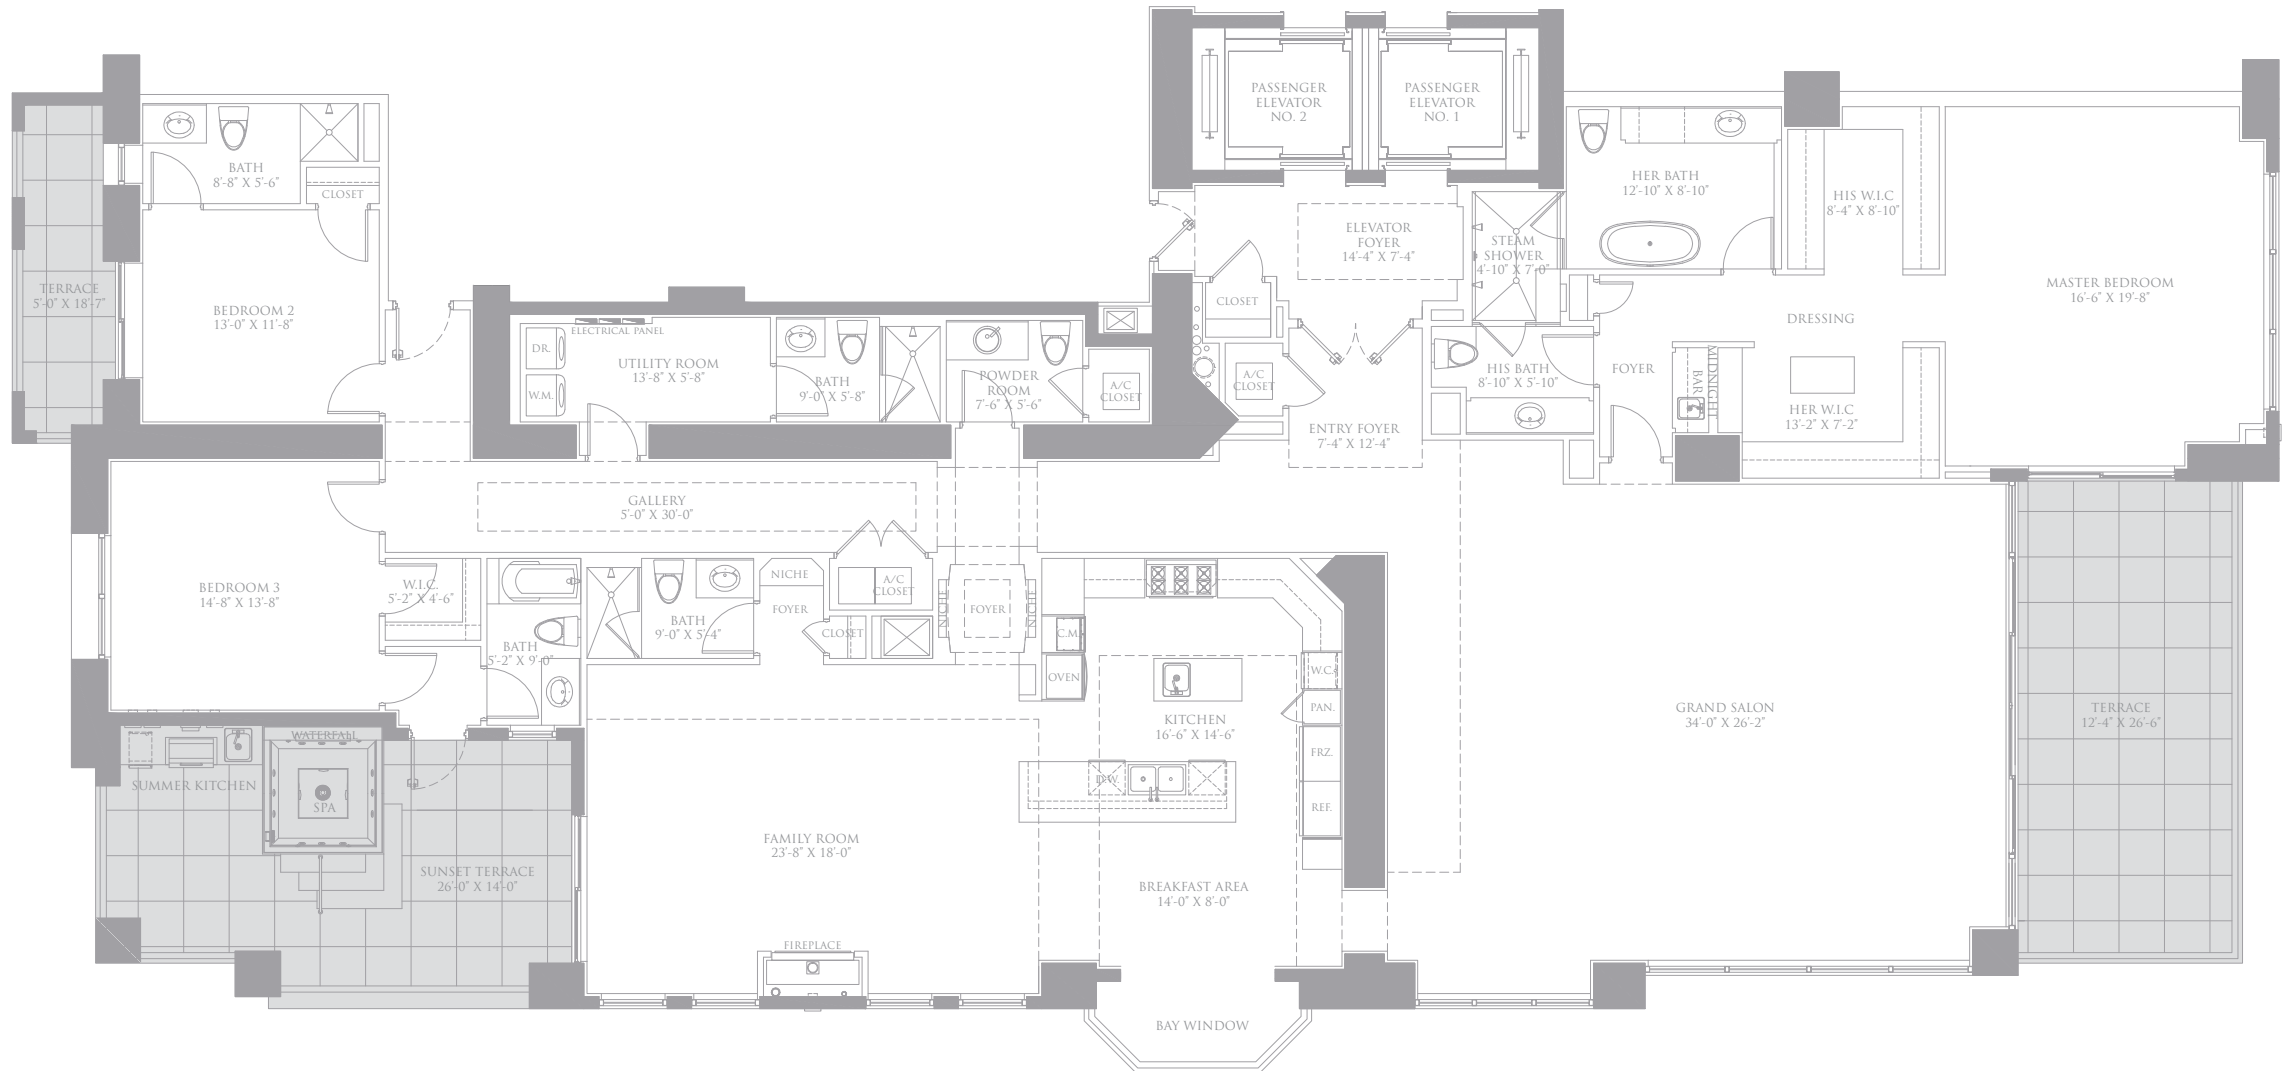 PASSENGER
ELEVATOR
NO. 2
PASSENGER
ELEVATOR
NO. 1
BATH
8'-8" X 5'-6"
CLOSET
HER BATH
12'-10" X 8'-10"
HIS W.I.C
8'-4" X 8'-10"
ELEVATOR
FOYER
14'-4" X 7'-4"
STEAM
SHOWER
4'-10" X 7'-0"
TERRACE
5'-0" X 18'-7"
BEDROOM 2
13'-0" X 11'-8"
MASTER BEDROOM
16'-6" X 19'-8"
CLOSET
DRESSING
ELECTRICAL PANEL
DR.
W.M.
UTILITY ROOM
13'-8" X 5'-8"
BATH
9'-0" X 5'-8"
POWDER
ROOM
7'-6" X 5'-6"
A/C
CLOSET
A/C
CLOSET
HIS BATH
8'-10" X 5'-10"
FOYER
MIDNIGHT
BAR
HER W.I.C
13'-2" X 7'-2"
ENTRY FOYER
7'-4" X 12'-4"
GALLERY
5'-0" X 30'-0"
BEDROOM 3
14'-8" X 13'-8"
W.I.C.
5'-2" X 4'-6"
BATH
5'-2" X 9'-0"
BATH
9'-0" X 5'-4"
NICHE
FOYER
A/C
CLOSET
CLOSET
NICHE
FOYER
NICHE
C.M.
OVEN
W.C.
PAN.
FRZ.
REF.
KITCHEN
16'-6" X 14'-6"
D.W.
GRAND SALON
34'-0" X 26'-2"
TERRACE
12'-4" X 26'-6"
WATERFALL
SUMMER KITCHEN
SPA
SUNSET TERRACE
26'-0" X 14'-0"
FAMILY ROOM
23'-8" X 18'-0"
BREAKFAST AREA
14'-0" X 8'-0"
FIREPLACE
BAY WINDOW